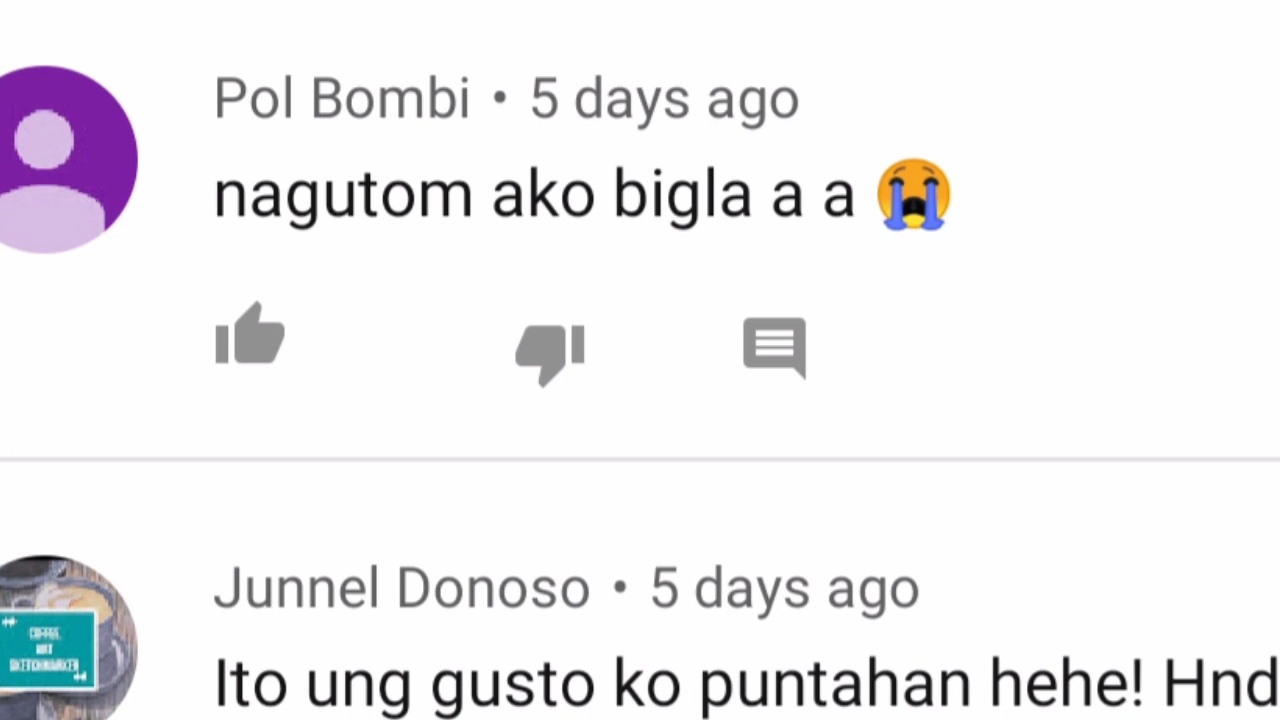 Pol Bombi • 5 days ago
nagutom ako bigla a a 😭
Junnel Donoso • 5 days ago
COFFEE
Ito ung gusto ko puntahan hehe! Hnd